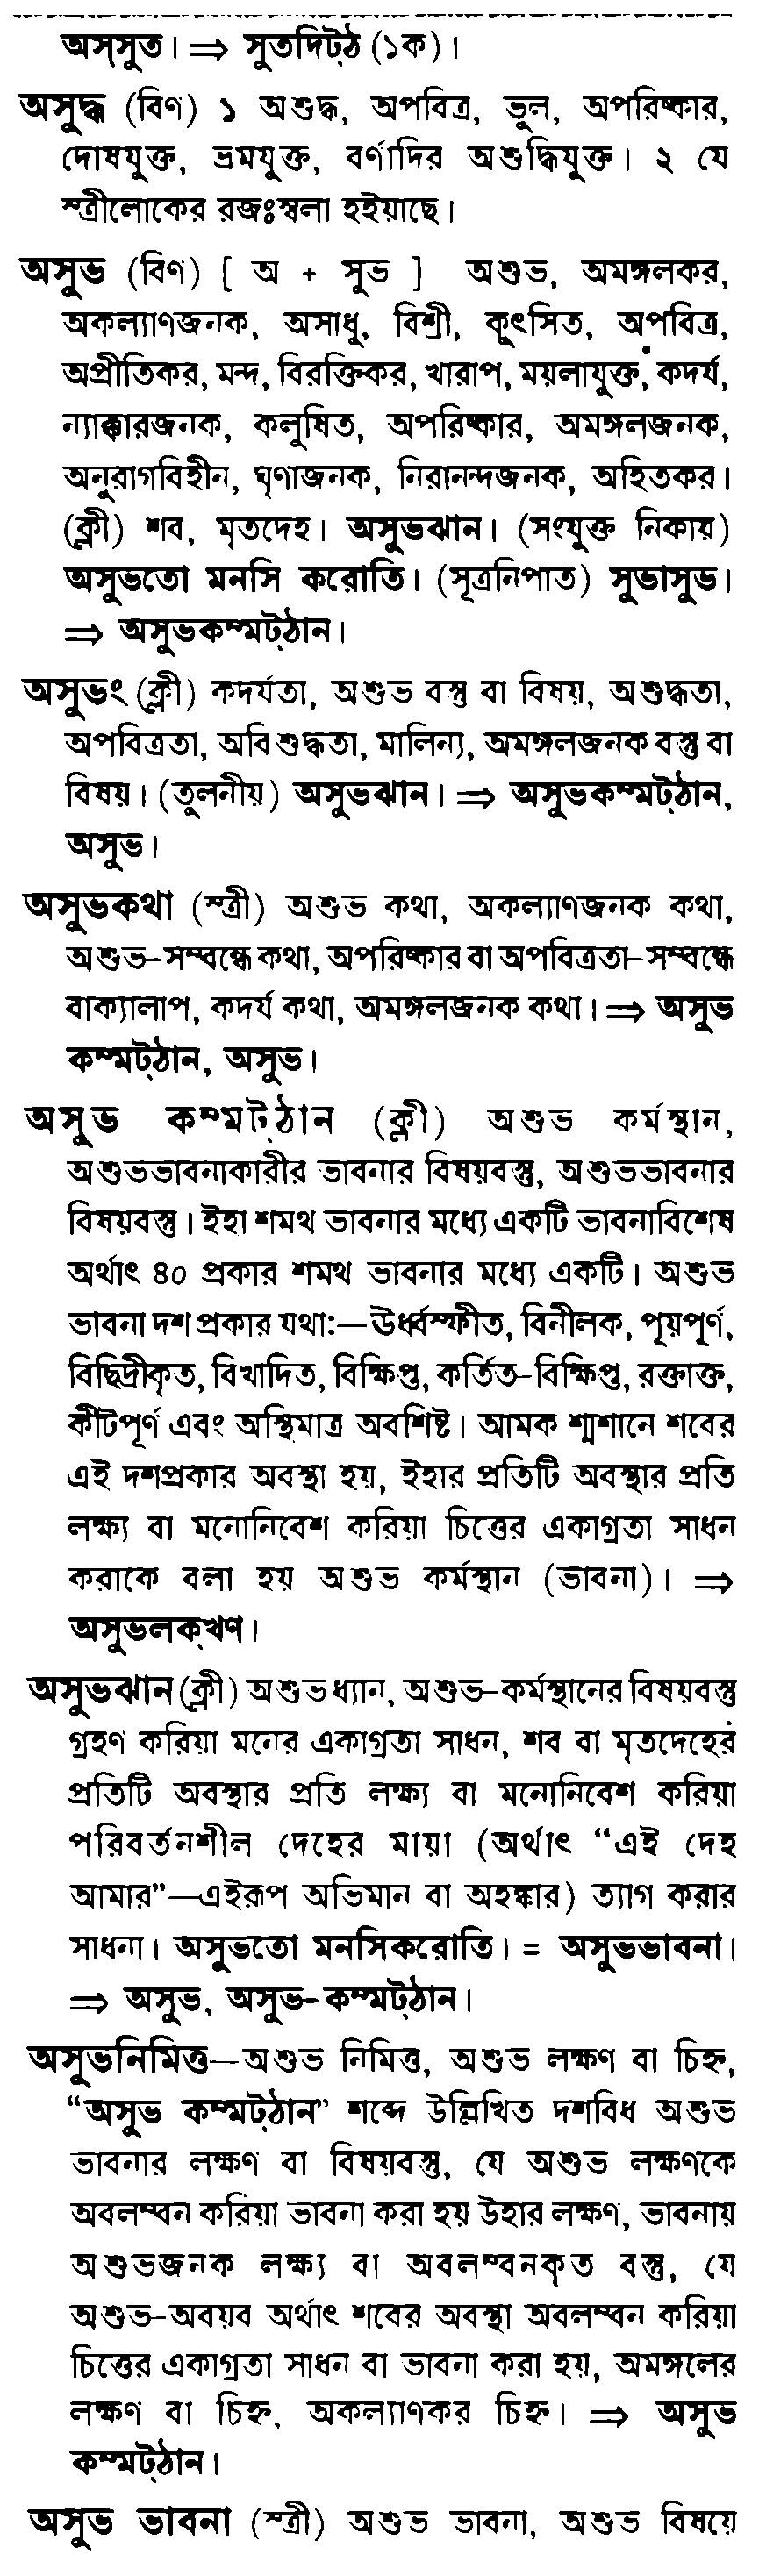 অস্সুত। ⇒ সুতদিট্ঠ (১ক)।
অসুদ্ধ (বিণ) ১ অশুদ্ধ, অপবিত্র, ভুল, অপরিষ্কার,
দোষযুক্ত, ভ্রমযুক্ত, বর্ণাদির অশুদ্ধিযুক্ত। ২ যে
স্ত্রীলোকের রজঃস্বলা হইয়াছে।
অসুভ (বিণ) [ অ + সুভ ] অশুভ, অমঙ্গলকর,
অকল্যাণজনক, অসাধু, বিশ্রী, কুৎসিত, অপবিত্র,
অপ্রীতিকর, মন্দ, বিরক্তিকর, খারাপ, ময়লাযুক্ত, কদর্য,
ন্যাক্কারজনক, কলুষিত, অপরিষ্কার, অমঙ্গলজনক,
অনুরাগবিহীন, ঘৃণাজনক, নিরানন্দজনক, অহিতকর।
(ক্লী) শব, মৃতদেহ। অসুভঝান। (সংযুক্ত নিকায়)
অসুভতো মনসি করোতি। (সূত্রনিপাত) সুভাসুভ।
⇒ অসুভকম্মট্ঠান।
অসুভং (ক্লী) কদর্যতা, অশুভ বস্তু বা বিষয়, অশুদ্ধতা,
অপবিত্রতা, অবিশুদ্ধতা, মালিন্য, অমঙ্গলজনক বস্তু বা
বিষয়। (তুলনীয়) অসুভঝান। ⇒ অসুভকম্মট্ঠান,
অসুভ।
অসুভকথা (স্ত্রী) অশুভ কথা, অকল্যাণজনক কথা,
অশুভ-সম্বন্ধে কথা, অপরিষ্কার বা অপবিত্রতা-সম্বন্ধে
বাক্যালাপ, কদর্য কথা, অমঙ্গলজনক কথা। ⇒ অসুভ
কম্মট্ঠান, অসুভ।
অসুভ কম্মট্ঠান (ক্লী) অশুভ কর্মস্থান,
অশুভভাবনাকারীর ভাবনার বিষয়বস্তু, অশুভভাবনার
বিষয়বস্তু। ইহা শমথ ভাবনার মধ্যে একটি ভাবনাবিশেষ
অর্থাৎ ৪০ প্রকার শমথ ভাবনার মধ্যে একটি। অশুভ
ভাবনা দশ প্রকার যথা:—ঊর্ধ্বস্ফীত, বিনীলক, পূয়পূর্ণ,
বিছিদ্রীকৃত, বিখাদিত, বিক্ষিপ্ত, কর্তিত-বিক্ষিপ্ত, রক্তাক্ত,
কীটপূর্ণ এবং অস্থিমাত্র অবশিষ্ট। আমক শ্মশানে শবের
এই দশপ্রকার অবস্থা হয়, ইহার প্রতিটি অবস্থার প্রতি
লক্ষ্য বা মনোনিবেশ করিয়া চিত্তের একাগ্রতা সাধন
করাকে বলা হয় অশুভ কর্মস্থান (ভাবনা)। ⇒
অসুভলক্খণ।
অসুভঝান (ক্লী) অশুভ ধ্যান, অশুভ-কর্মস্থানের বিষয়বস্তু
গ্রহণ করিয়া মনের একাগ্রতা সাধন, শব বা মৃতদেহের
প্রতিটি অবস্থার প্রতি লক্ষ্য বা মনোনিবেশ করিয়া
পরিবর্তনশীল দেহের মায়া (অর্থাৎ “এই দেহ
আমার”—এইরূপ অভিমান বা অহঙ্কার) ত্যাগ করার
সাধনা। অসুভতো মনসিকরোতি। = অসুভভাবনা।
⇒ অসুভ, অসুভ-কম্মট্ঠান।
অসুভনিমিত্ত—অশুভ নিমিত্ত, অশুভ লক্ষণ বা চিহ্ন,
“অসুভ কম্মট্ঠান” শব্দে উল্লিখিত দশবিধ অশুভ
ভাবনার লক্ষণ বা বিষয়বস্তু, যে অশুভ লক্ষণকে
অবলম্বন করিয়া ভাবনা করা হয় উহার লক্ষণ, ভাবনায়
অশুভজনক লক্ষ্য বা অবলম্বনকৃত বস্তু, যে
অশুভ-অবয়ব অর্থাৎ শবের অবস্থা অবলম্বন করিয়া
চিত্তের একাগ্রতা সাধন বা ভাবনা করা হয়, অমঙ্গলের
লক্ষণ বা চিহ্ন, অকল্যাণকর চিহ্ন। ⇒ অসুভ
কম্মট্ঠান।
অসুভ ভাবনা (স্ত্রী) অশুভ ভাবনা, অশুভ বিষয়ে